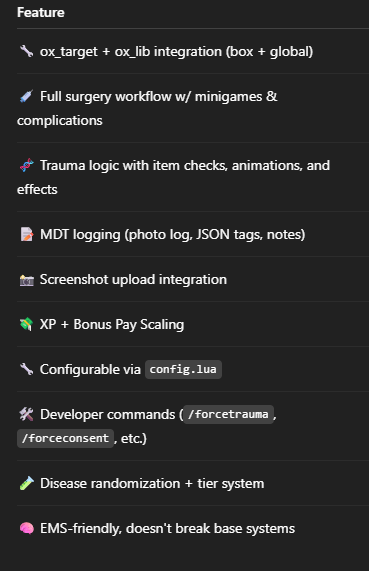 Feature
🔧 ox_target + ox_lib integration (box + global)
💉 Full surgery workflow w/ minigames &
complications
🧬 Trauma logic with item checks, animations, and
effects
📝 MDT logging (photo log, JSON tags, notes)
📸 Screenshot upload integration
💸 XP + Bonus Pay Scaling
🔧 Configurable via config.lua
🛠️ Developer commands (/forcetrauma,
/forceconsent, etc.)
🧪 Disease randomization + tier system
🧠 EMS-friendly, doesn't break base systems